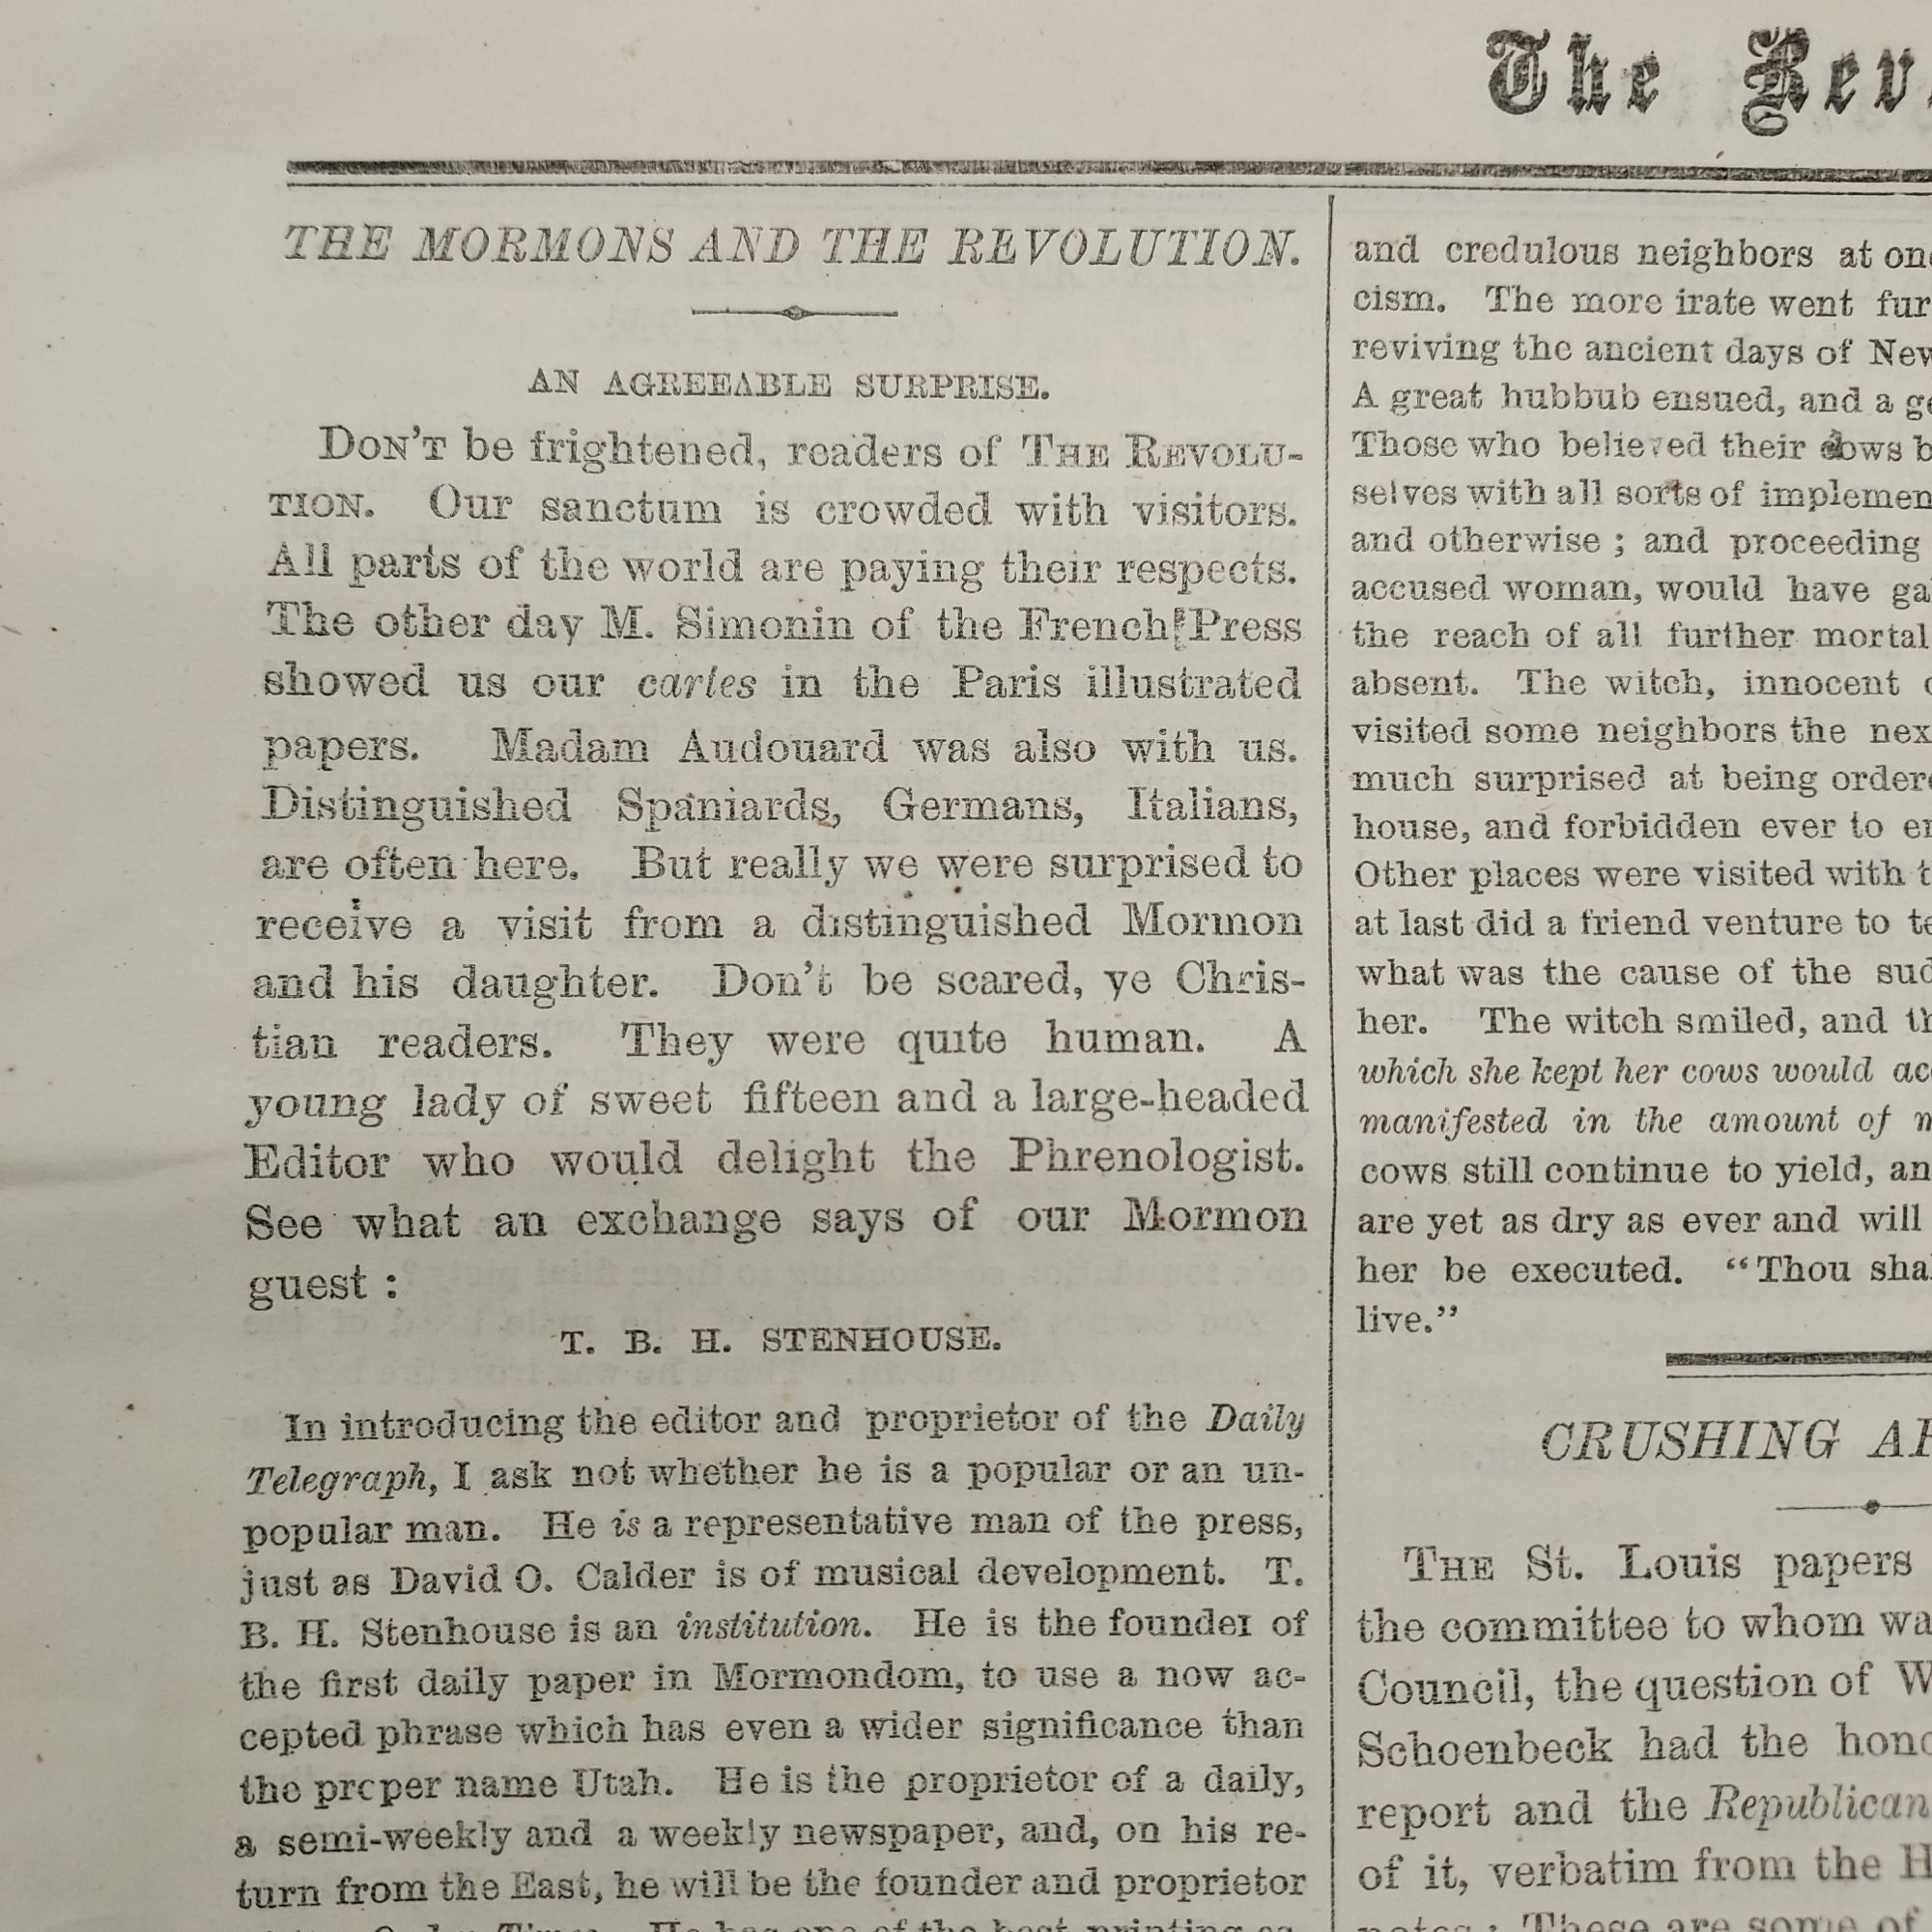 The Rev
THE MORMONS AND THE REVOLUTION.
AN AGREEABLE SURPRISE.
DON'T be frightened, readers of THE REVOLU-
TION. Our sanctum is crowded with visitors.
All parts of the world are paying their respects.
The other day M. Simonin of the French Press
showed us our cartes in the Paris illustrated
papers. Madam Audouard was also with us.
Distinguished Spaniards, Germans, Italians,
are often here. But really we were surprised to
receive a visit from a distinguished Mormon
and his daughter. Don't be scared, ye Chris-
tian readers. They were quite human. A
young lady of sweet fifteen and a large-headed
Editor who would delight the Phrenologist.
See what an exchange says of our Mormon
guest :
T. B. H. STENHOUSE.
In introducing the editor and proprietor of the Daily
Telegraph, I ask not whether he is a popular or an un-
popular man. He is a representative man of the press,
just as David O. Calder is of musical development. T.
B. H. Stenhouse is an institution. He is the founder of
the first daily paper in Mormondom, to use a now ac-
cepted phrase which has even a wider significance than
the proper name Utah. He is the proprietor of a daily,
a semi-weekly and a weekly newspaper, and, on his re-
turn from the East, he will be the founder and proprietor
and credulous neighbors at on
cism. The more irate went fur
reviving the ancient days of New
A great hubbub ensued, and a ge
Those who believed their cows b
selves with all sorts of implemen
and otherwise ; and proceeding
accused woman, would have ga
the reach of all further mortal
absent. The witch, innocent
visited some neighbors the nex
much surprised at being ordere
house, and forbidden ever to en
Other places were visited with t
at last did a friend venture to te
what was the cause of the sud
her. The witch smiled, and th
which she kept her cows would ac
manifested in the amount of m
cows still continue to yield, an
are yet as dry as ever and will
her be executed. "Thou shal
live."
CRUSHING
THE St. Louis papers
the committee to whom wa
Council, the question of W
Schoenbeck had the hono
report and the Republican
of it, verbatim from the H
notes : These are some of